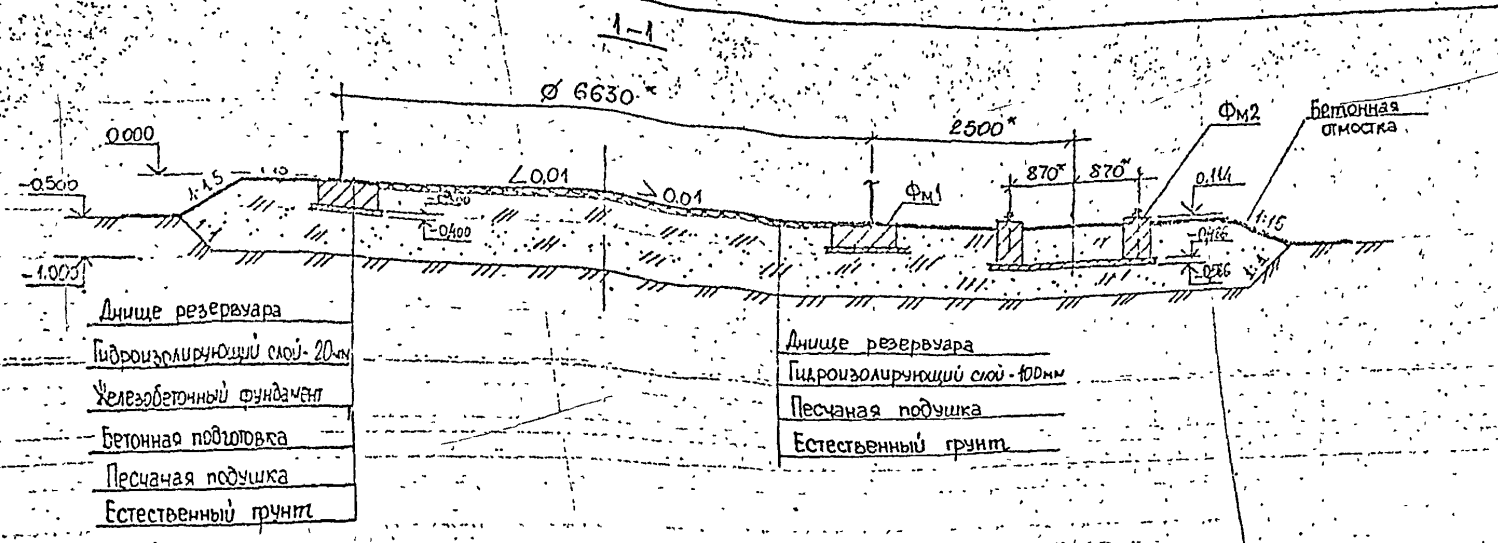 1-1
Ø 6630*
2500*
Фм2
Бетонная
отмостка
0.000
870*
870*
-0.500
1:1.5
∠0,01
0.01
Фм1
0.114
1:1.5
-0.400
-1.000
1:1
Днище резервуара
Гидроизолирующий слой-20мм
Железобетонный фундамент
Бетонная подготовка
Песчаная подушка
Естественный грунт
Днище резервуара
Гидроизолирующий слой-100мм
Песчаная подушка
Естественный грунт